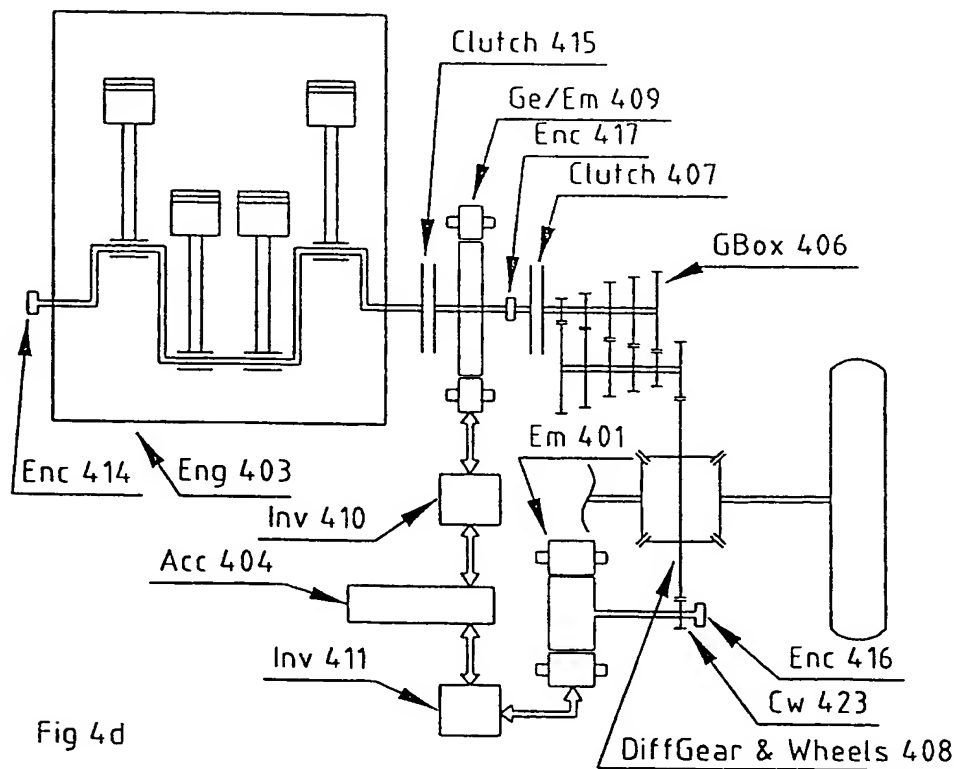 Clutch 415
Ge/Em 409
Enc 417
Clutch 407
GBox 406
Em 401
Enc 414
Eng 403
Inv 410
Acc 404
Inv 411
Enc 416
Cw 423
DiffGear & Wheels 408
Fig 4d